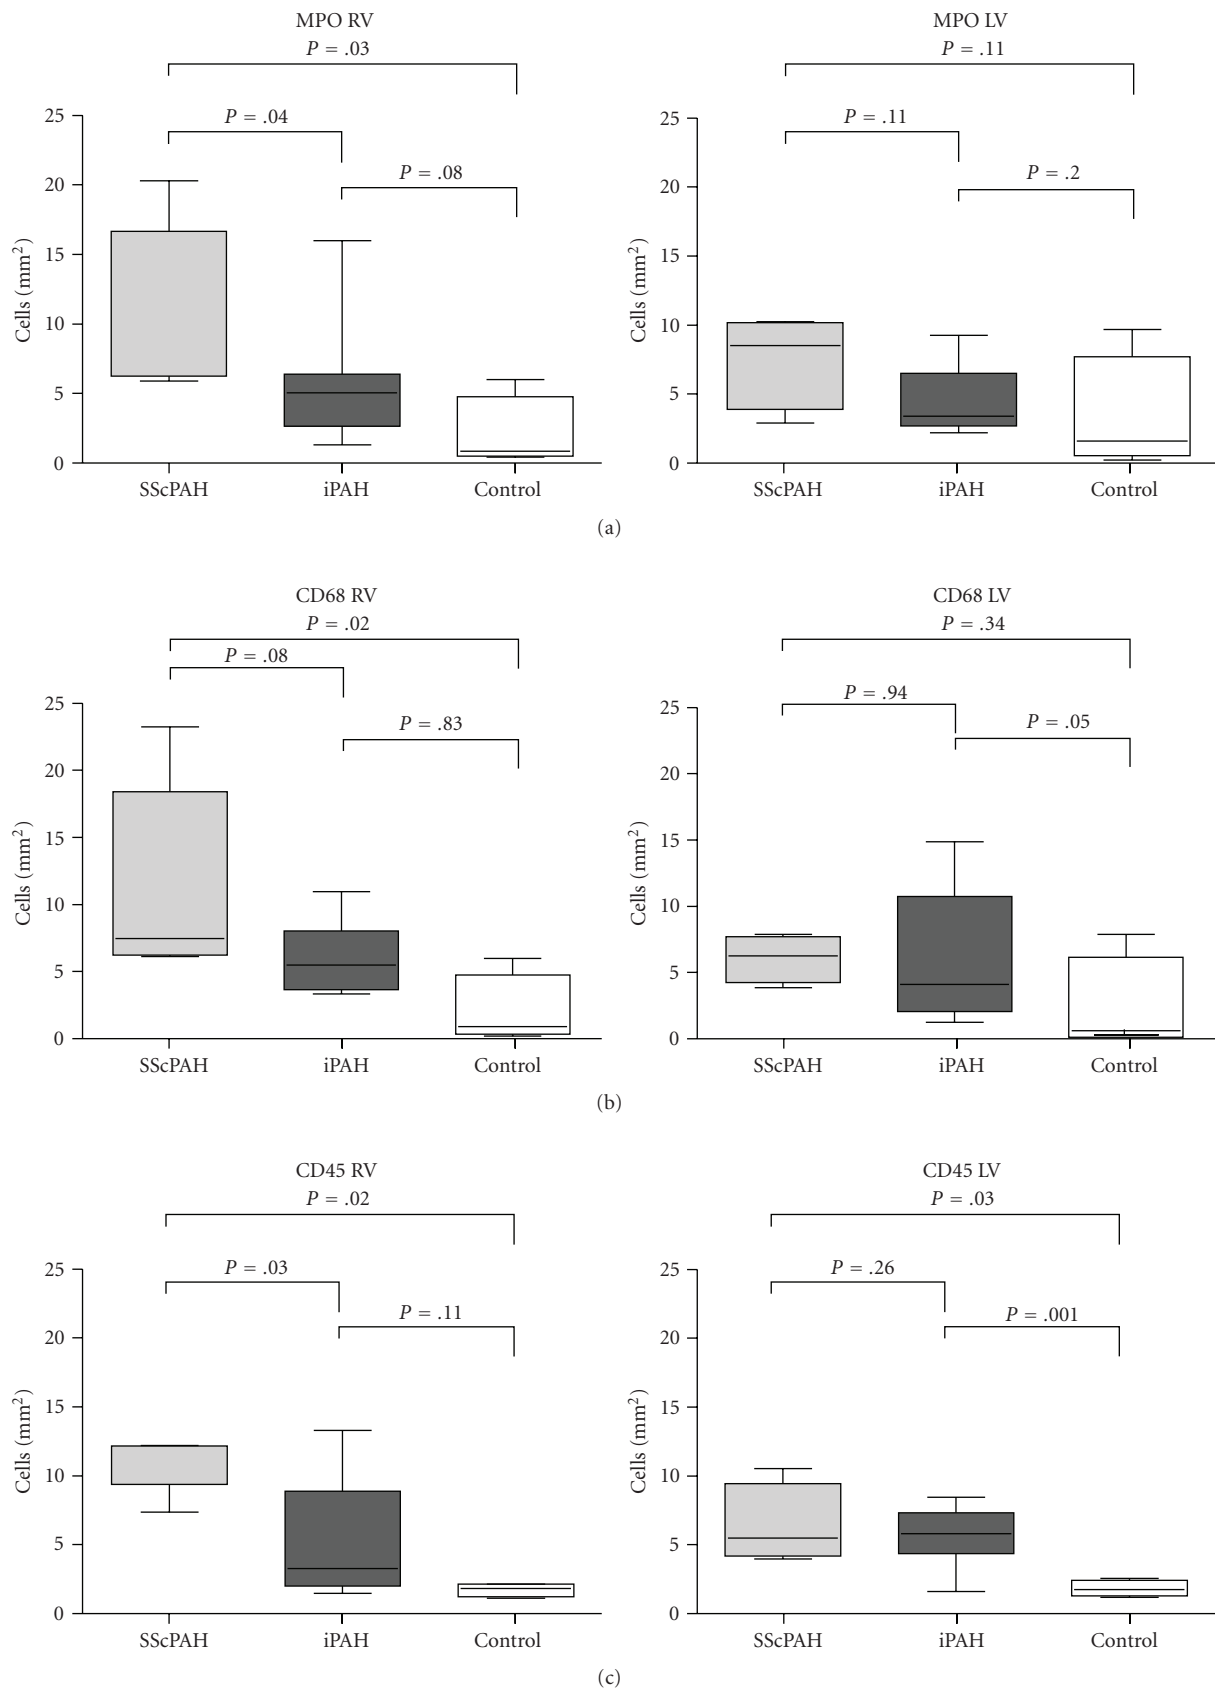 MPO RV
P = .03
P = .04
P = .08
25
20
15
10
5
0
Cells (mm²)
SScPAH iPAH Control
MPO LV
P = .11
P = .11
P = .2
25
20
15
10
5
0
Cells (mm²)
SScPAH iPAH Control
(a)
CD68 RV
P = .02
P = .08
P = .83
25
20
15
10
5
0
Cells (mm²)
SScPAH iPAH Control
CD68 LV
P = .34
P = .94
P = .05
25
20
15
10
5
0
Cells (mm²)
SScPAH iPAH Control
(b)
CD45 RV
P = .02
P = .03
P = .11
25
20
15
10
5
0
Cells (mm²)
SScPAH iPAH Control
CD45 LV
P = .03
P = .26
P = .001
25
20
15
10
5
0
Cells (mm²)
SScPAH iPAH Control
(c)